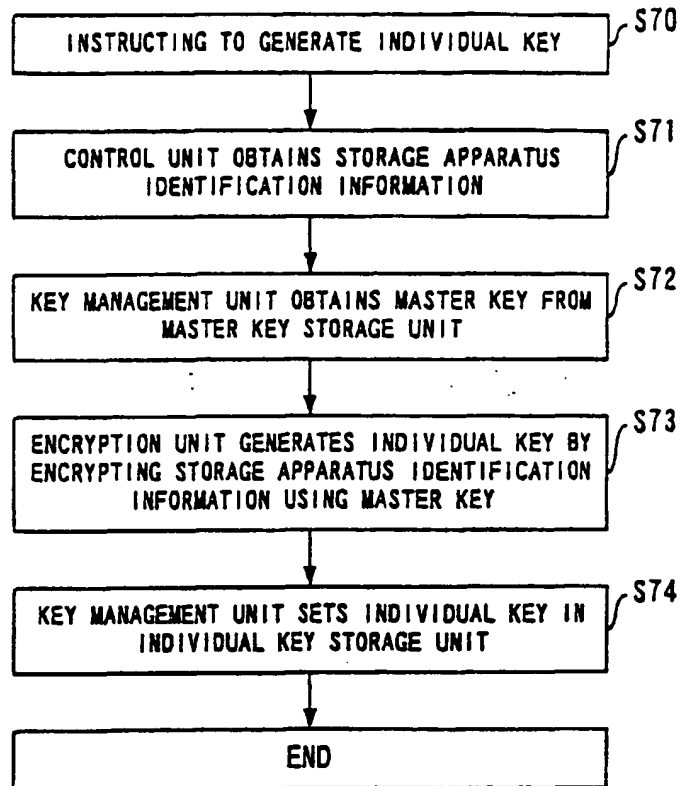 S70
INSTRUCTING TO GENERATE INDIVIDUAL KEY
S71
CONTROL UNIT OBTAINS STORAGE APPARATUS
IDENTIFICATION INFORMATION
S72
KEY MANAGEMENT UNIT OBTAINS MASTER KEY FROM
MASTER KEY STORAGE UNIT
S73
ENCRYPTION UNIT GENERATES INDIVIDUAL KEY BY
ENCRYPTING STORAGE APPARATUS IDENTIFICATION
INFORMATION USING MASTER KEY
S74
KEY MANAGEMENT UNIT SETS INDIVIDUAL KEY IN
INDIVIDUAL KEY STORAGE UNIT
END